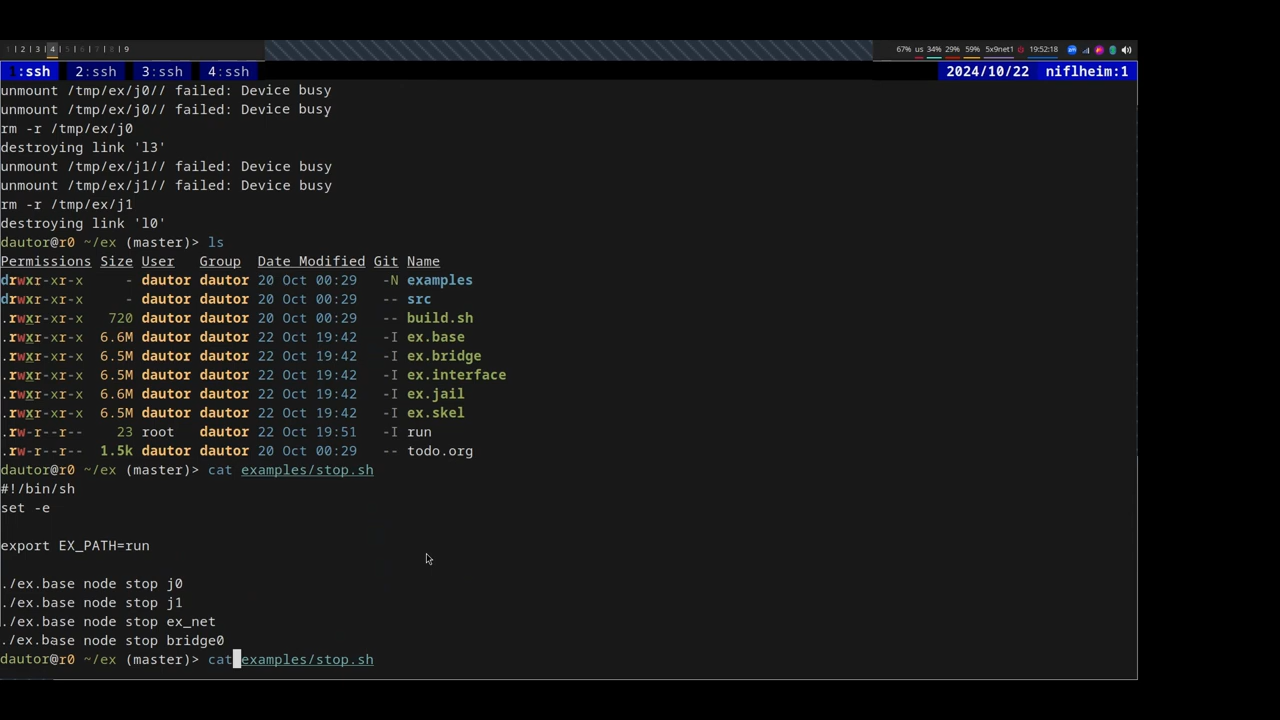 1 | 2 | 3 | 4 | 5 | 6 | 7 | 8 | 9 67% us 34% 29% 59% 5x9net1 19:52:18
1:ssh 2:ssh 3:ssh 4:ssh 2024/10/22 niflheim:1
unmount /tmp/ex/j0// failed: Device busy
unmount /tmp/ex/j0// failed: Device busy
rm -r /tmp/ex/j0
destroying link 'l3'
unmount /tmp/ex/j1// failed: Device busy
unmount /tmp/ex/j1// failed: Device busy
rm -r /tmp/ex/j1
destroying link 'l0'
dautor@r0 ~/ex (master)> ls
Permissions Size User Group Date Modified Git Name
drwxr-xr-x - dautor dautor 20 Oct 00:29 -N examples
drwxr-xr-x - dautor dautor 20 Oct 00:29 -- src
.rwxr-xr-x 720 dautor dautor 20 Oct 00:29 -- build.sh
.rwxr-xr-x 6.6M dautor dautor 22 Oct 19:42 -I ex.base
.rwxr-xr-x 6.5M dautor dautor 22 Oct 19:42 -I ex.bridge
.rwxr-xr-x 6.5M dautor dautor 22 Oct 19:42 -I ex.interface
.rwxr-xr-x 6.6M dautor dautor 22 Oct 19:42 -I ex.jail
.rwxr-xr-x 6.5M dautor dautor 22 Oct 19:42 -I ex.skel
.rw-r--r-- 23 root dautor 22 Oct 19:51 -I run
.rw-r--r-- 1.5k dautor dautor 20 Oct 00:29 -- todo.org
dautor@r0 ~/ex (master)> cat examples/stop.sh
#!/bin/sh
set -e
export EX_PATH=run
./ex.base node stop j0
./ex.base node stop j1
./ex.base node stop ex_net
./ex.base node stop bridge0
dautor@r0 ~/ex (master)> cat examples/stop.sh